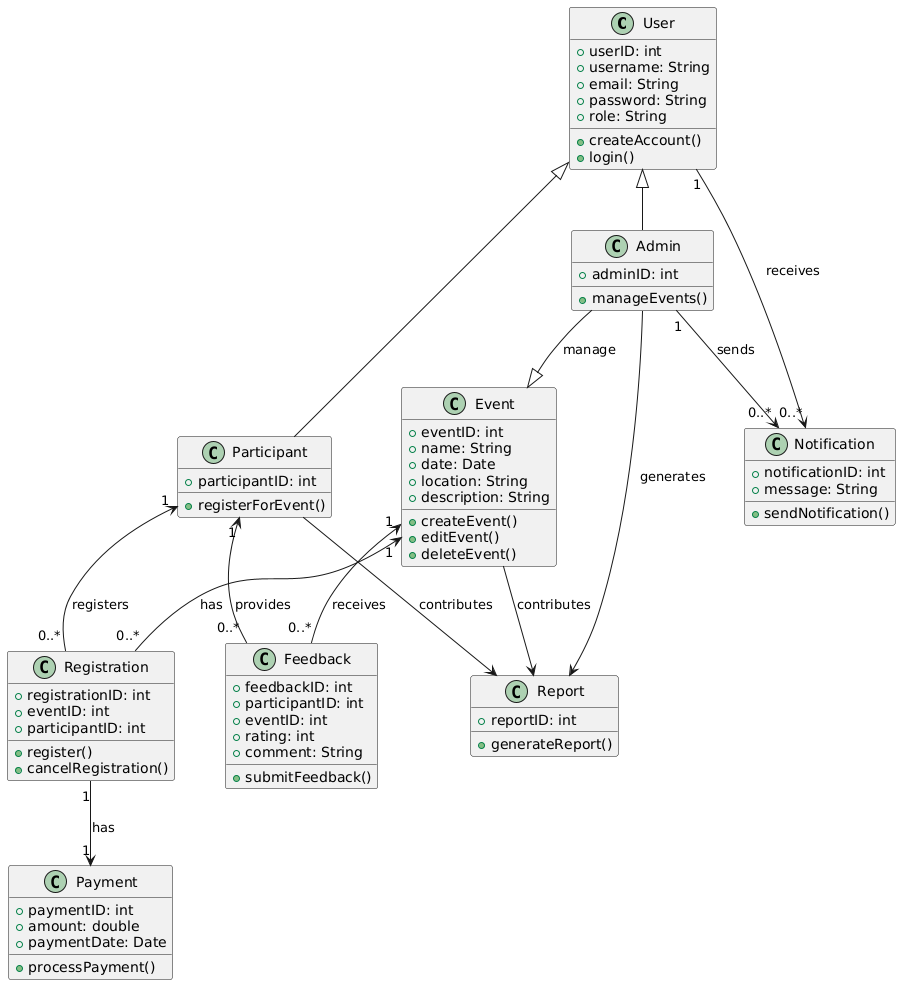 C User
userID: int
username: String
email: String
password: String
role: String
createAccount()
login()
1
receives
C Admin
adminID: int
manageEvents()
1
manage
sends
0..* 0..*
C Event
eventID: int
name: String
date: Date
location: String
description: String
createEvent()
editEvent()
deleteEvent()
C Notification
notificationID: int
message: String
sendNotification()
C Participant
participantID: int
registerForEvent()
generates
1
1
1
1
registers
has
provides
receives
contributes
contributes
0..*
0..*
0..*
0..*
C Registration
registrationID: int
eventID: int
participantID: int
register()
cancelRegistration()
C Feedback
feedbackID: int
participantID: int
eventID: int
rating: int
comment: String
submitFeedback()
C Report
reportID: int
generateReport()
1
has
1
C Payment
paymentID: int
amount: double
paymentDate: Date
processPayment()